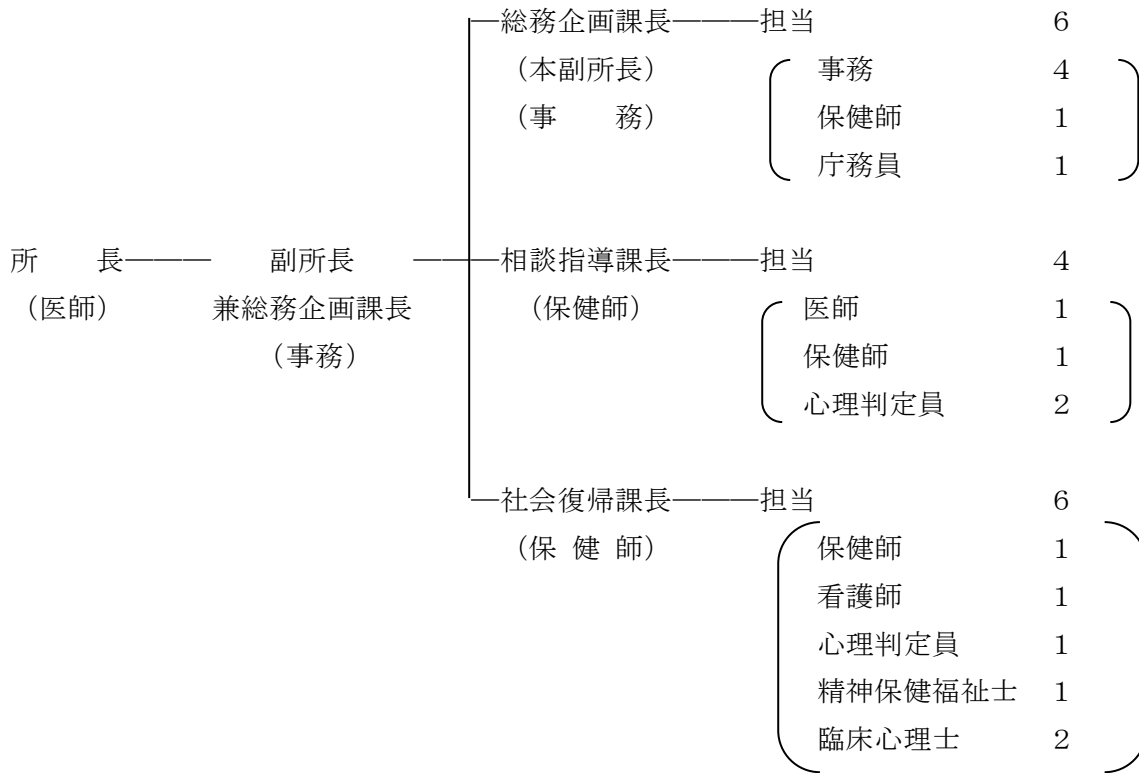 総務企画課長―――担当 6
(本副所長) 事務 4
(事 務) 保健師 1
庁務員 1
所 長――― 副所長 ―――相談指導課長―――担当 4
(医師) 兼総務企画課長 (保健師) 医師 1
(事務) 保健師 1
心理判定員 2
社会復帰課長―――担当 6
(保 健 師) 保健師 1
看護師 1
心理判定員 1
精神保健福祉士 1
臨床心理士 2